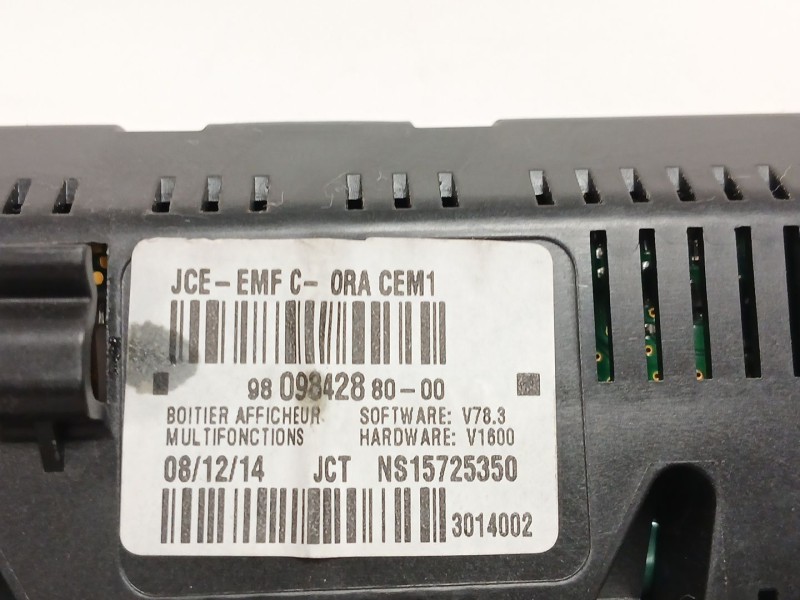 JCE-EMF C- ORA CEM1
98 098428 80-00
BOITIER AFFICHEUR SOFTWARE: V78.3
MULTIFONCTIONS HARDWARE: V1600
08/12/14 JCT NS15725350
3014002